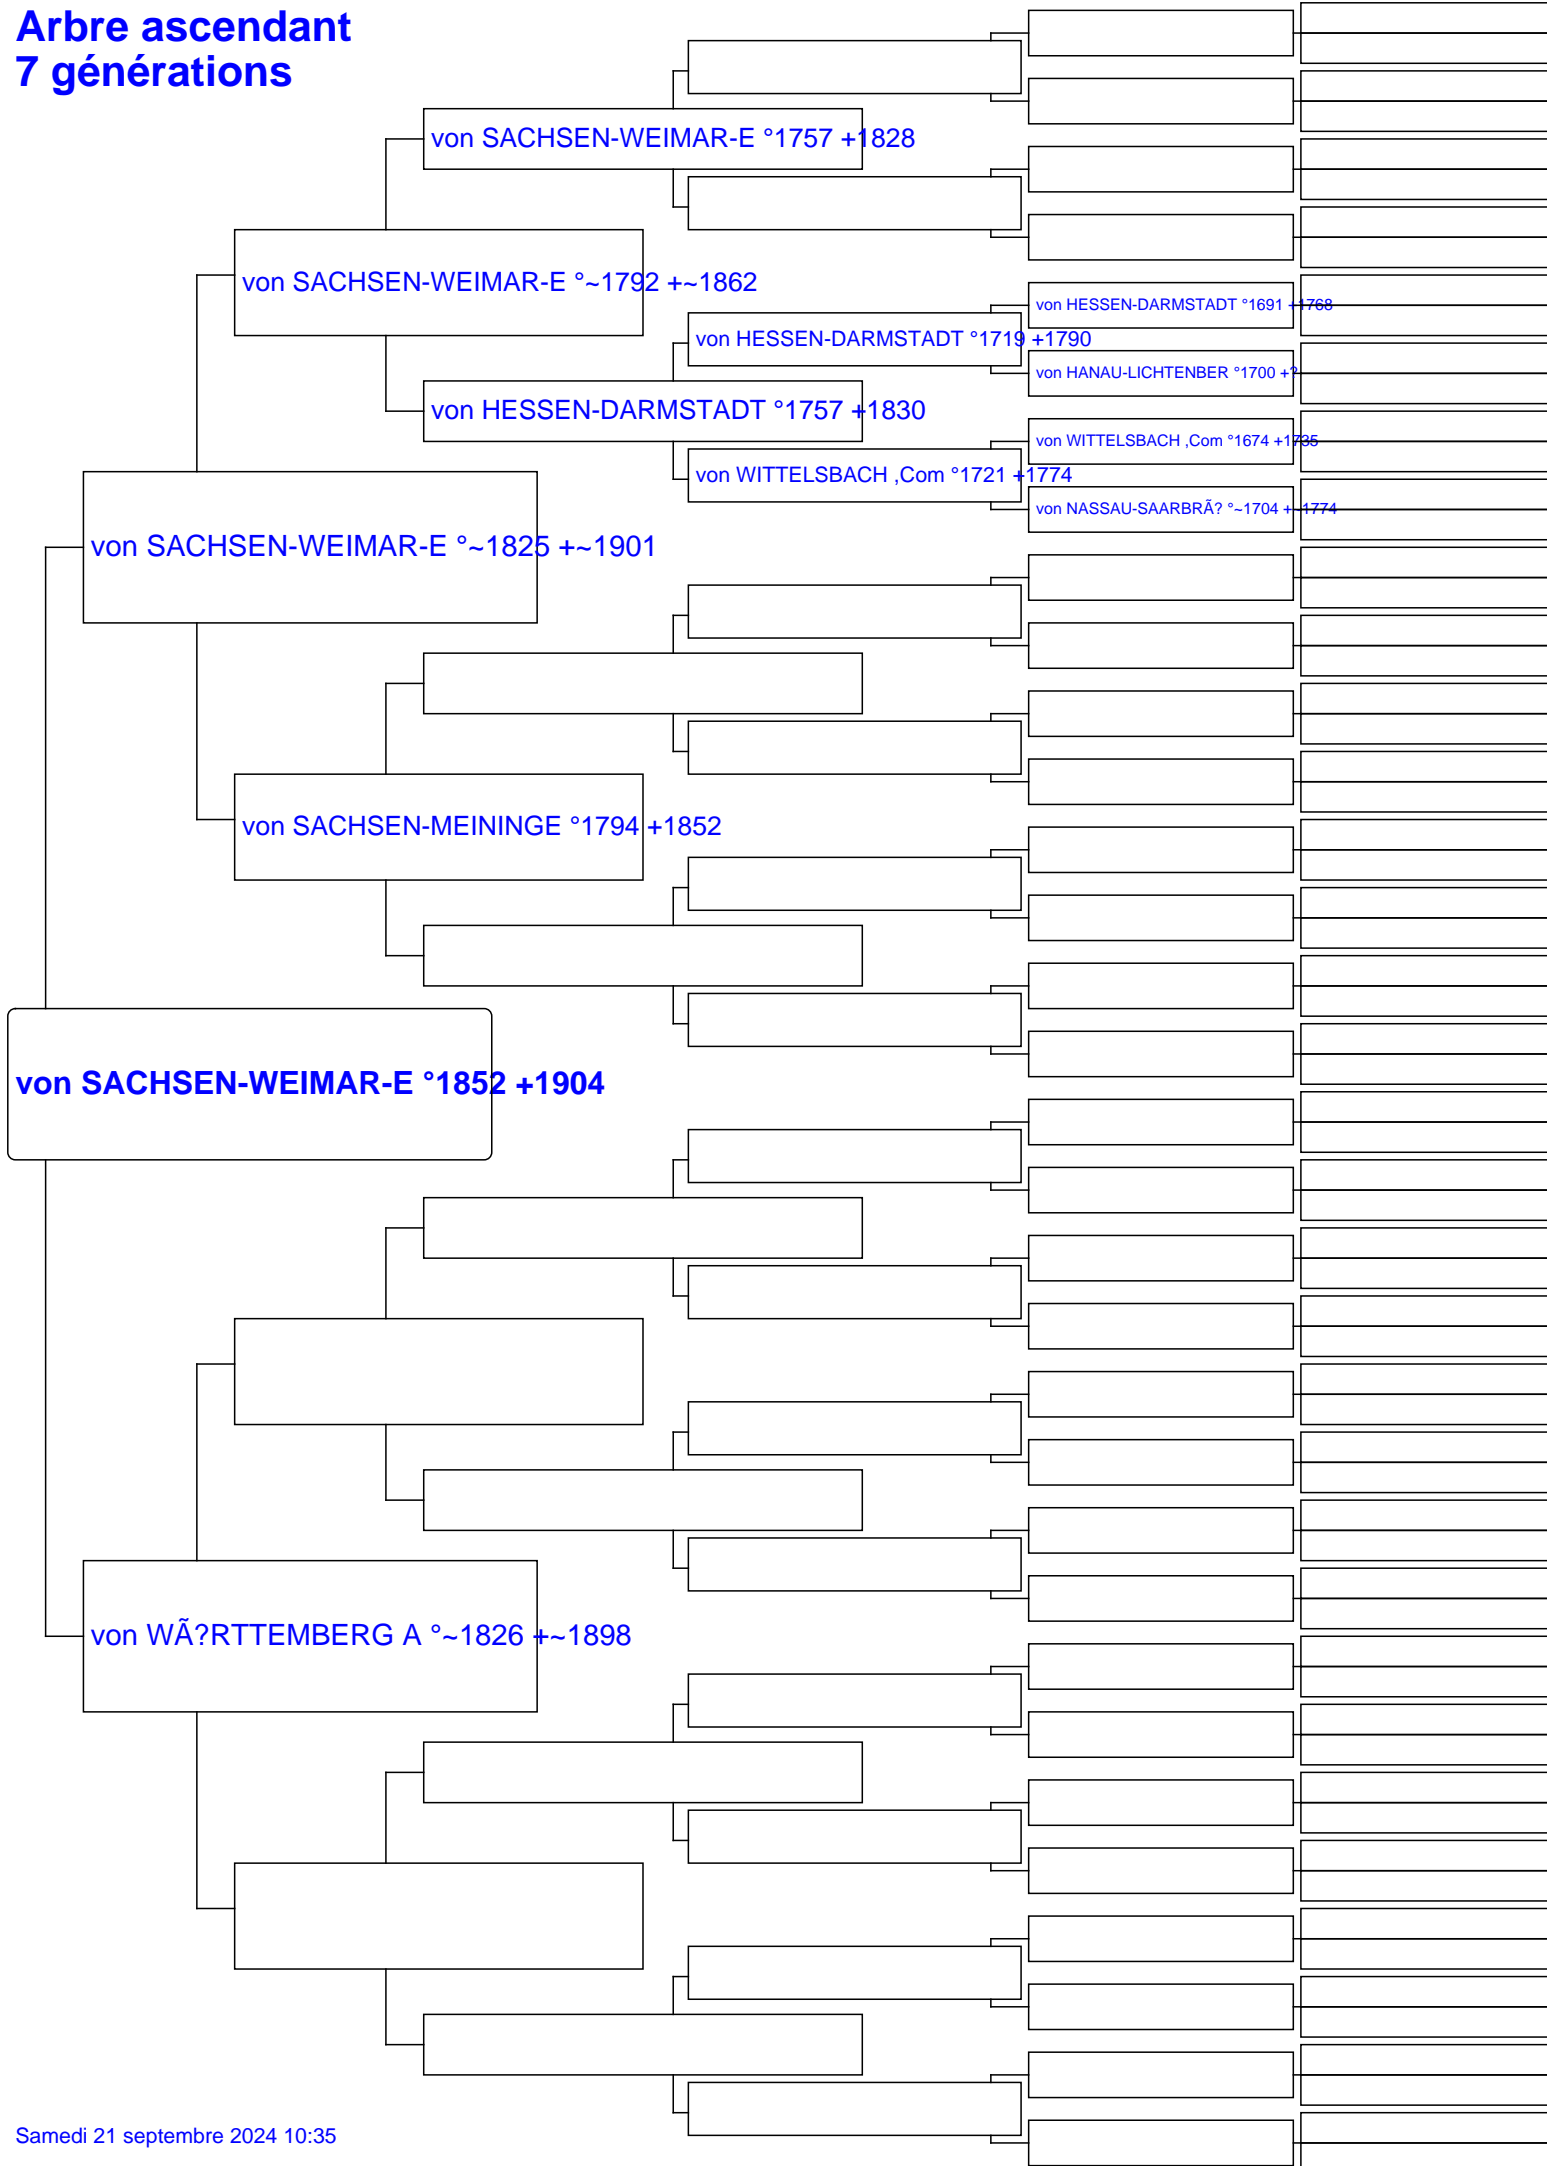 Arbre ascendant
7 générations
von SACHSEN-WEIMAR-E °1757 +1828
von SACHSEN-WEIMAR-E °~1792 +~1862
von HESSEN-DARMSTADT °1691 +1768
von HESSEN-DARMSTADT °1719 +1790
von HANAU-LICHTENBER °1700 +?
von HESSEN-DARMSTADT °1757 +1830
von WITTELSBACH ,Com °1674 +1735
von WITTELSBACH ,Com °1721 +1774
von NASSAU-SAARBRÃ? °~1704 +~1774
von SACHSEN-WEIMAR-E °~1825 +~1901
von SACHSEN-MEININGE °1794 +1852
von SACHSEN-WEIMAR-E °1852 +1904
von WÃ?RTTEMBERG A °~1826 +~1898
Samedi 21 septembre 2024 10:35